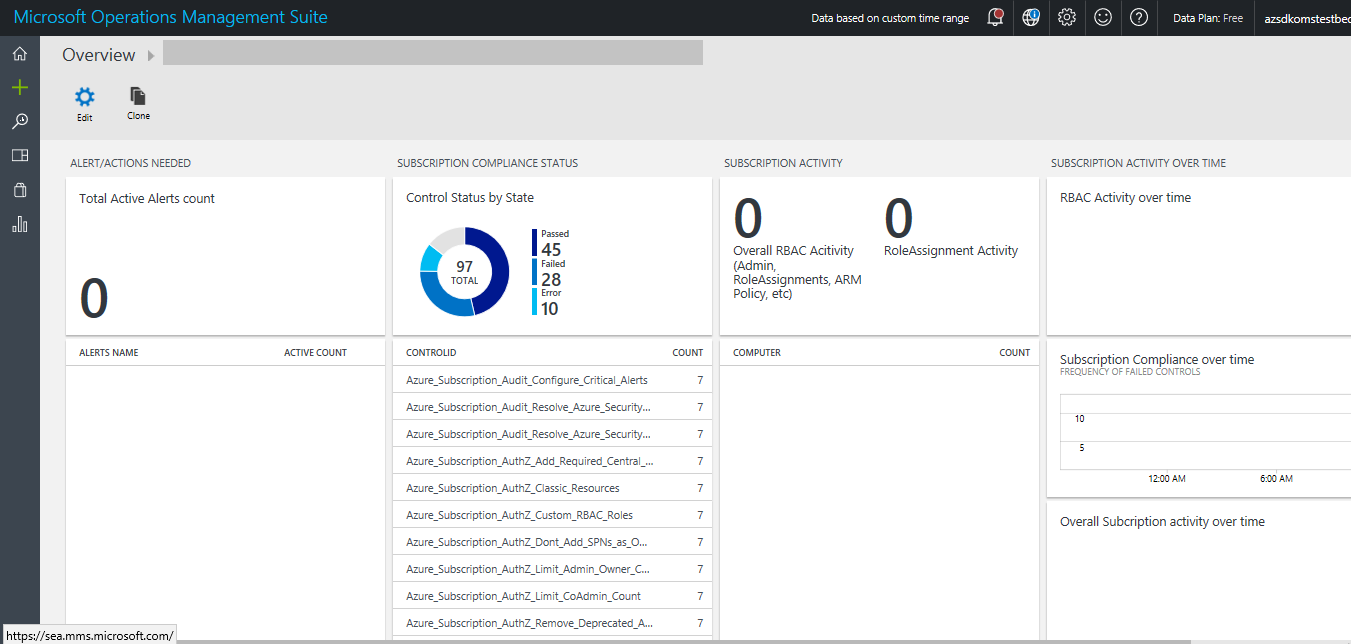 Microsoft Operations Management Suite
Data based on custom time range
Data Plan: Free
azsdkomstestbed
Overview
Edit
Clone
ALERT/ACTIONS NEEDED
Total Active Alerts count
0
ALERTS NAME ACTIVE COUNT
SUBSCRIPTION COMPLIANCE STATUS
Control Status by State
97
TOTAL
Passed
45
Failed
28
Error
10
CONTROLID COUNT
Azure_Subscription_Audit_Configure_Critical_Alerts 7
Azure_Subscription_Audit_Resolve_Azure_Security... 7
Azure_Subscription_Audit_Resolve_Azure_Security... 7
Azure_Subscription_AuthZ_Add_Required_Central_... 7
Azure_Subscription_AuthZ_Classic_Resources 7
Azure_Subscription_AuthZ_Custom_RBAC_Roles 7
Azure_Subscription_AuthZ_Dont_Add_SPNs_as_O... 7
Azure_Subscription_AuthZ_Limit_Admin_Owner_C... 7
Azure_Subscription_AuthZ_Limit_CoAdmin_Count 7
Azure_Subscription_AuthZ_Remove_Deprecated_A... 7
SUBSCRIPTION ACTIVITY
0
Overall RBAC Acitivity
(Admin,
RoleAssignments, ARM
Policy, etc)
0
RoleAssignment Activity
COMPUTER COUNT
SUBSCRIPTION ACTIVITY OVER TIME
RBAC Activity over time
Subscription Compliance over time
FREQUENCY OF FAILED CONTROLS
10
5
12:00 AM 6:00 AM
Overall Subcription activity over time
https://sea.mms.microsoft.com/